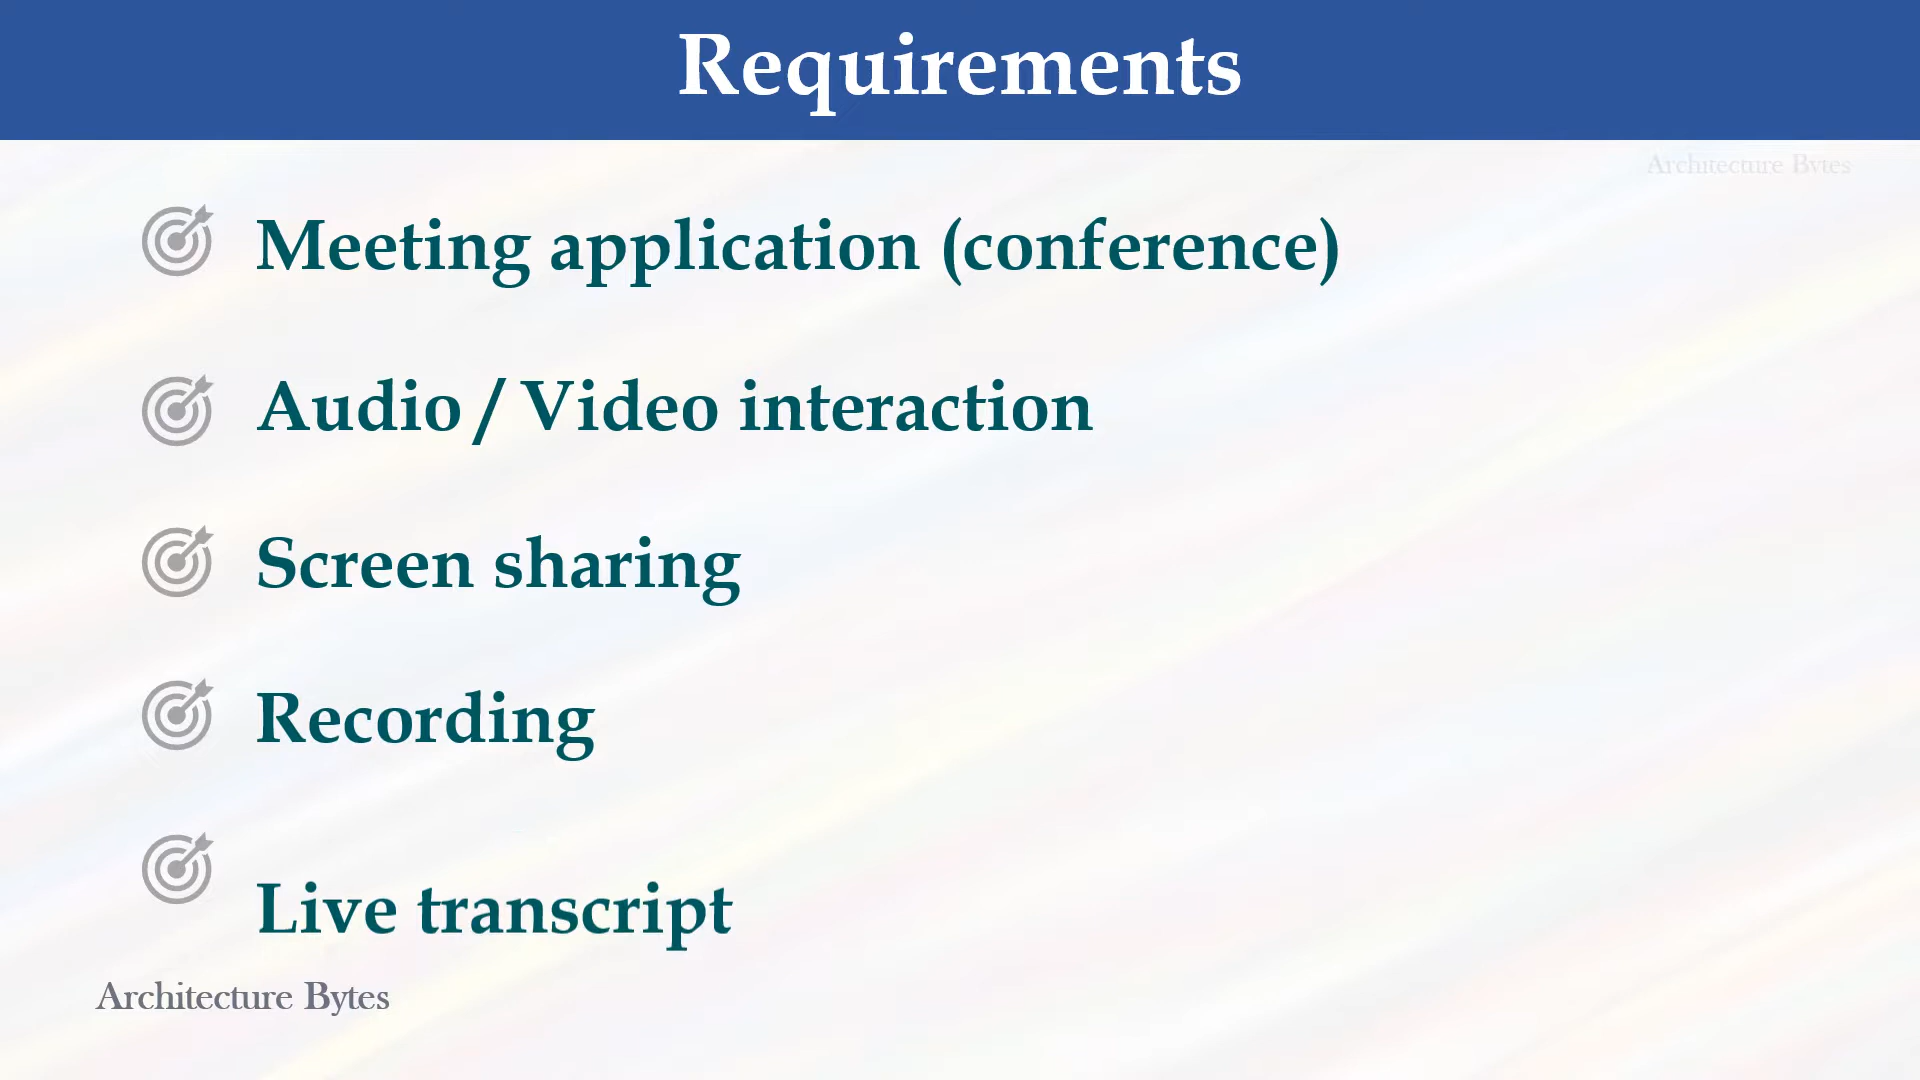 Requirements
Architecture Bytes
Meeting application (conference)
Audio / Video interaction
Screen sharing
Recording
Live transcript
Architecture Bytes